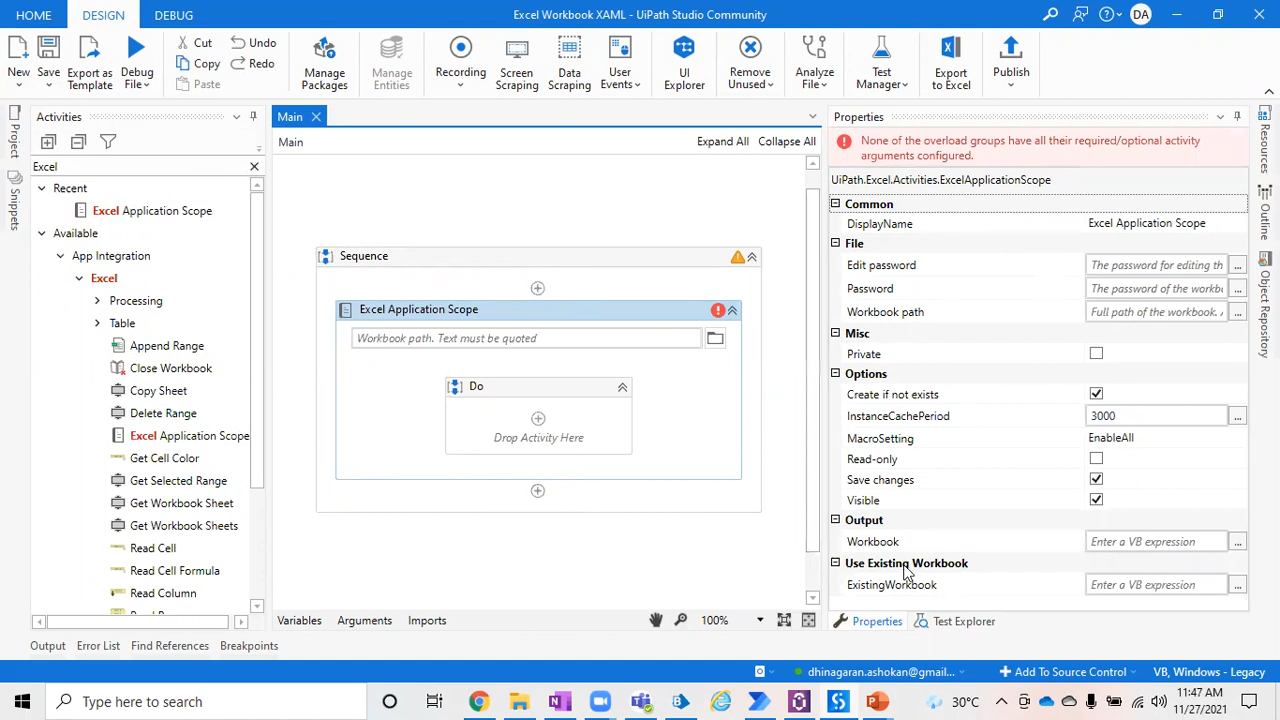 HOME DESIGN DEBUG Excel Workbook XAML - UiPath Studio Community DA
Cut Undo
Copy Redo
Paste
New Save Export as Template Debug File Manage Packages Manage Entities Recording Screen Scraping Data Scraping User Events UI Explorer Remove Unused Analyze File Test Manager Export to Excel Publish
Project
Snippets
Activities
Excel
Recent
Excel Application Scope
Available
App Integration
Excel
Processing
Table
Append Range
Close Workbook
Copy Sheet
Delete Range
Excel Application Scope
Get Cell Color
Get Selected Range
Get Workbook Sheet
Get Workbook Sheets
Read Cell
Read Cell Formula
Read Column
Main
Main Expand All Collapse All
Sequence
Excel Application Scope
Workbook path. Text must be quoted
Do
Drop Activity Here
Variables Arguments Imports 100%
Properties
None of the overload groups have all their required/optional activity
arguments configured.
UiPath.Excel.Activities.ExcelApplicationScope
Common
DisplayName Excel Application Scope
File
Edit password The password for editing th ...
Password The password of the workbo ...
Workbook path Full path of the workbook. ...
Misc
Private
Options
Create if not exists
InstanceCachePeriod 3000 ...
MacroSetting EnableAll
Read-only
Save changes
Visible
Output
Workbook Enter a VB expression ...
Use Existing Workbook
ExistingWorkbook Enter a VB expression ...
Properties Test Explorer
Resources
Outline
Object Repository
Output Error List Find References Breakpoints
dhinagaran.ashokan@gmail... Add To Source Control VB, Windows - Legacy
Type here to search 30°C 11:47 AM
11/27/2021